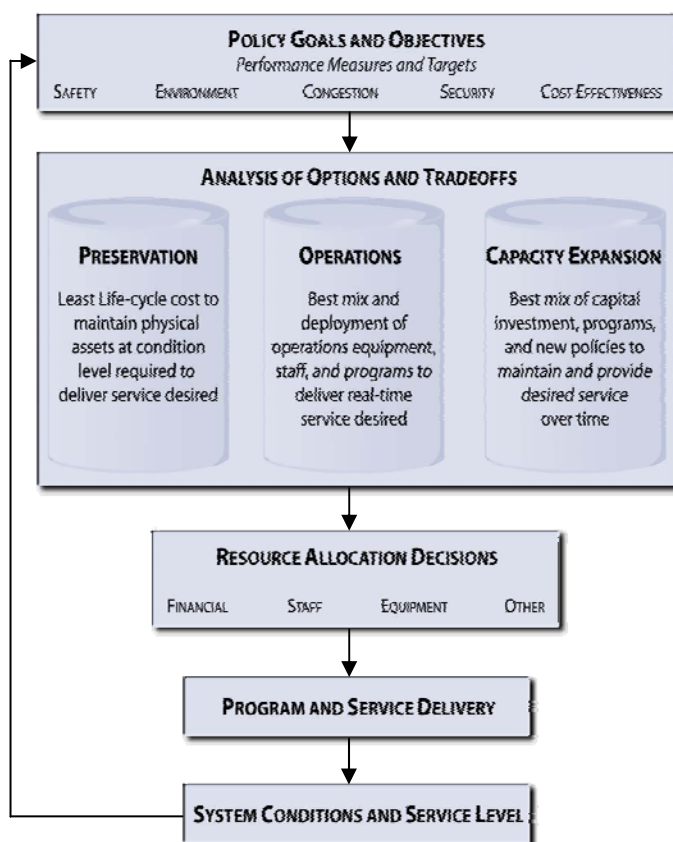 POLICY GOALS AND OBJECTIVES
Performance Measures and Targets
SAFETY ENVIRONMENT CONGESTION SECURITY COST EFFECTIVENESS
ANALYSIS OF OPTIONS AND TRADEOFFS
PRESERVATION
Least Life-cycle cost to
maintain physical
assets at condition
level required to
deliver service desired
OPERATIONS
Best mix and
deployment of
operations equipment,
staff, and programs to
deliver real-time
service desired
CAPACITY EXPANSION
Best mix of capital
investment, programs,
and new policies to
maintain and provide
desired service
over time
RESOURCE ALLOCATION DECISIONS
FINANCIAL STAFF EQUIPMENT OTHER
PROGRAM AND SERVICE DELIVERY
SYSTEM CONDITIONS AND SERVICE LEVEL